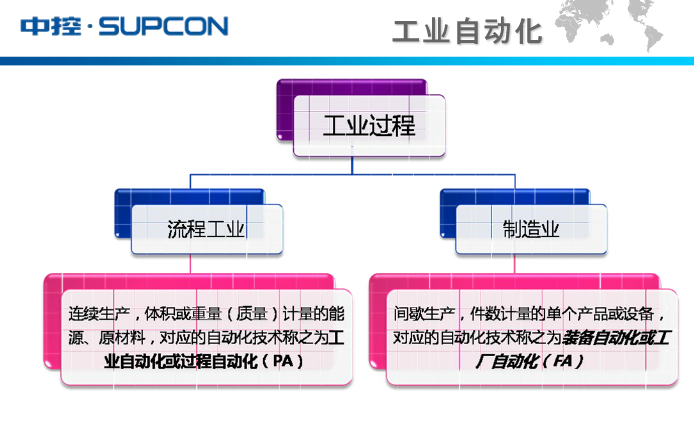 中控·SUPCON
工业自动化
工业过程
流程工业
制造业
连续生产，体积或重量（质量）计量的能
源、原材料，对应的自动化技术称之为工
业自动化或过程自动化（PA）
间歇生产，件数计量的单个产品或设备，
对应的自动化技术称之为装备自动化或工
厂自动化（FA）